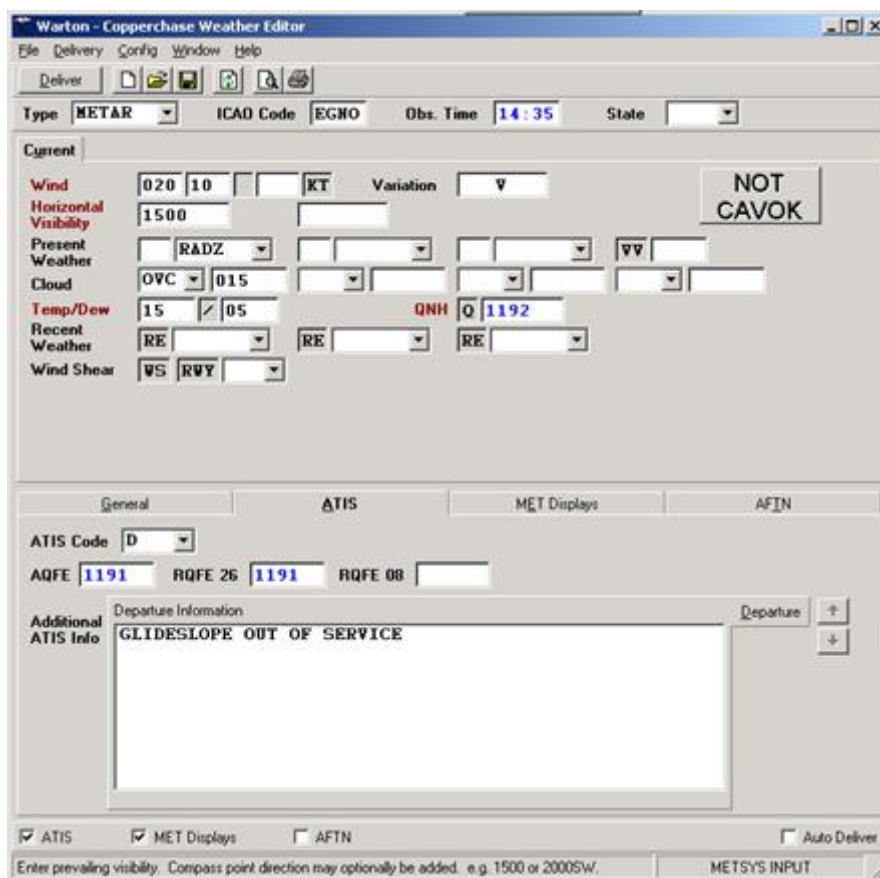 Warton - Copperchase Weather Editor
File Delivery Config Window Help
Deliver
Type METAR ICAO Code EGNO Obs. Time 14:35 State
Current
Wind 020 10 KT Variation V NOT CAVOK
Horizontal Visibility 1500
Present Weather RADZ VV
Cloud OVC 015
Temp/Dew 15 / 05 QNH Q 1192
Recent Weather RE RE RE
Wind Shear WS RWY
General ATIS MET Displays AFTN
ATIS Code D
AQFE 1191 RQFE 26 1191 RQFE 08
Additional ATIS Info Departure Information Departure
GLIDESLOPE OUT OF SERVICE
ATIS MET Displays AFTN Auto Deliver
Enter prevailing visibility. Compass point direction may optionally be added. e.g. 1500 or 2000SW. METSYS INPUT